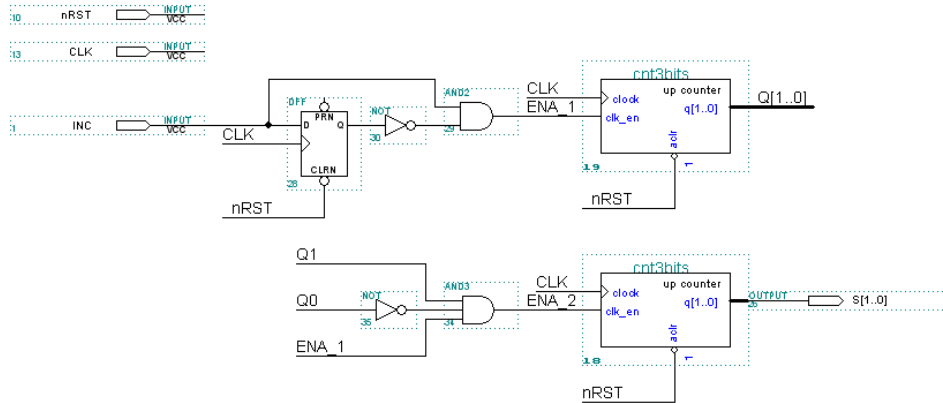 nRST INPUT
10 VCC
CLK INPUT
13 VCC
cnt3bits
DFF
AND2
CLK
up counter
Q[1..0]
NOT
ENA_1
clock
q[1..0]
INC INPUT
1 VCC
PRN
D Q
clk_en
CLK
30
29
aclr
CLRN
28
19
1
nRST
nRST
Q1
cnt3bits
CLK
up counter
AND3
NOT
Q0
ENA_2
clock
q[1..0]
OUTPUT
S[1..0]
26
clk_en
35
34
ENA_1
aclr
18
1
nRST